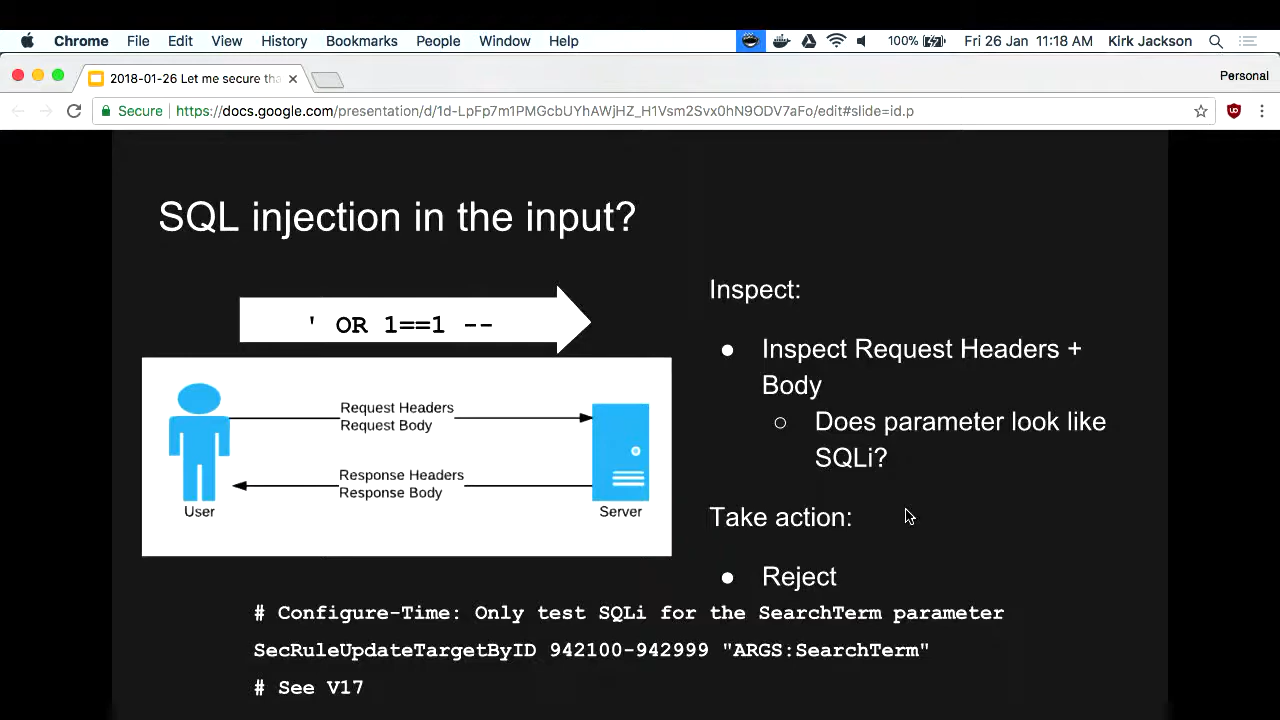 Chrome File Edit View History Bookmarks People Window Help 100% Fri 26 Jan 11:18 AM Kirk Jackson
2018-01-26 Let me secure tha
Personal
Secure https://docs.google.com/presentation/d/1d-LpFp7m1PMGcbUYhAWjHZ_H1Vsm2Svx0hN9ODV7aFo/edit#slide=id.p
SQL injection in the input?
' OR 1==1 --
Request Headers
Request Body
Response Headers
Response Body
User
Server
Inspect:
● Inspect Request Headers +
Body
○ Does parameter look like
SQLi?
Take action:
● Reject
# Configure-Time: Only test SQLi for the SearchTerm parameter
SecRuleUpdateTargetByID 942100-942999 "ARGS:SearchTerm"
# See V17